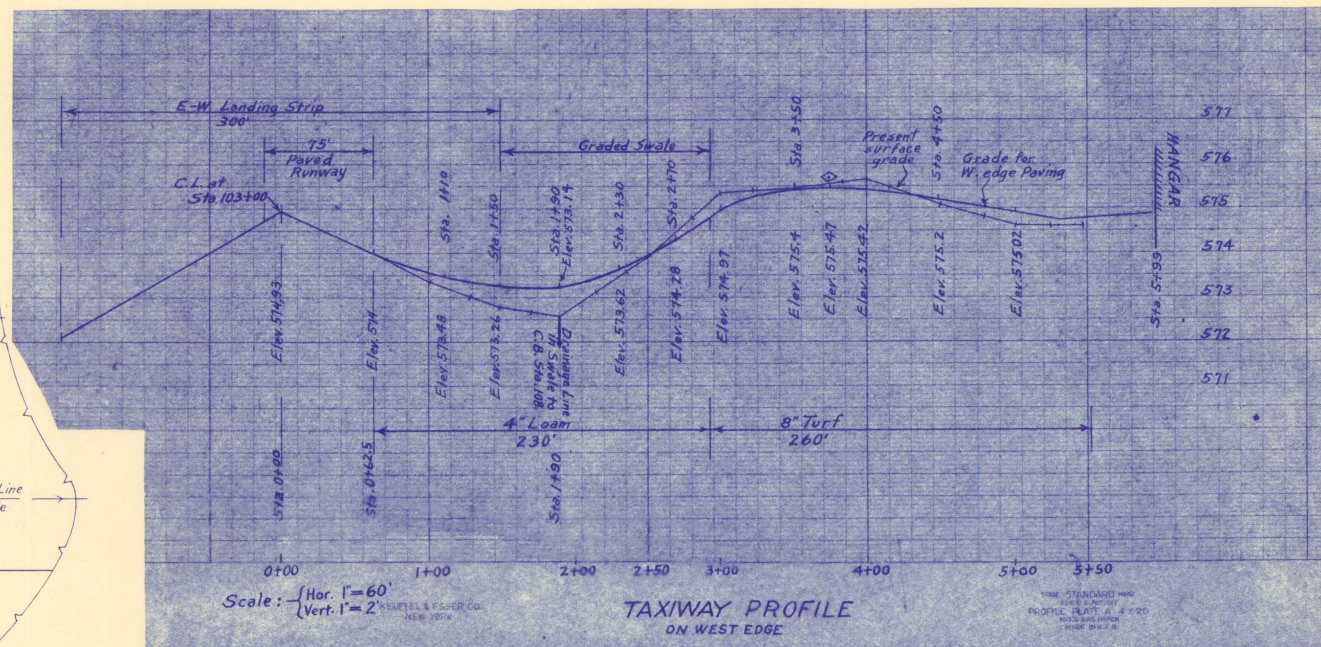 E-W. Landing Strip
300'
75'
Paved
Runway
C.L. at
Sta. 103+00
Graded Swale
Sta. 1+10
Sta. 1+50
Sta. 1+90
Elev. 573.14
Sta. 2+30
Sta. 2+70
Sta. 3+50
Present
surface
grade
Sta. 4+50
Grade for
W. edge Paving
HANGAR
Sta. 5+99
577
576
575
574
573
572
571
Elev. 574.93
Elev. 574
Elev. 573.48
Elev. 573.26
Drainage Line
in Swale to
C.B. Sta. 108
Elev. 573.62
Elev. 574.28
Elev. 574.97
Elev. 575.4
Elev. 575.47
Elev. 575.42
Elev. 575.2
Elev. 575.02
4" Loam
230'
8" Turf
260'
Sta. 0+00
Sta. 0+62.5
Sta. 1+90
Line
0+00
1+00
2+00
2+50
3+00
4+00
5+00
5+50
Scale: Hor. 1"=60'
Vert. 1"=2'
KEUFFEL & ESSER CO.
NEW YORK
TAXIWAY PROFILE
ON WEST EDGE
STANDARD
PROFILE PLATE A 4 X 20